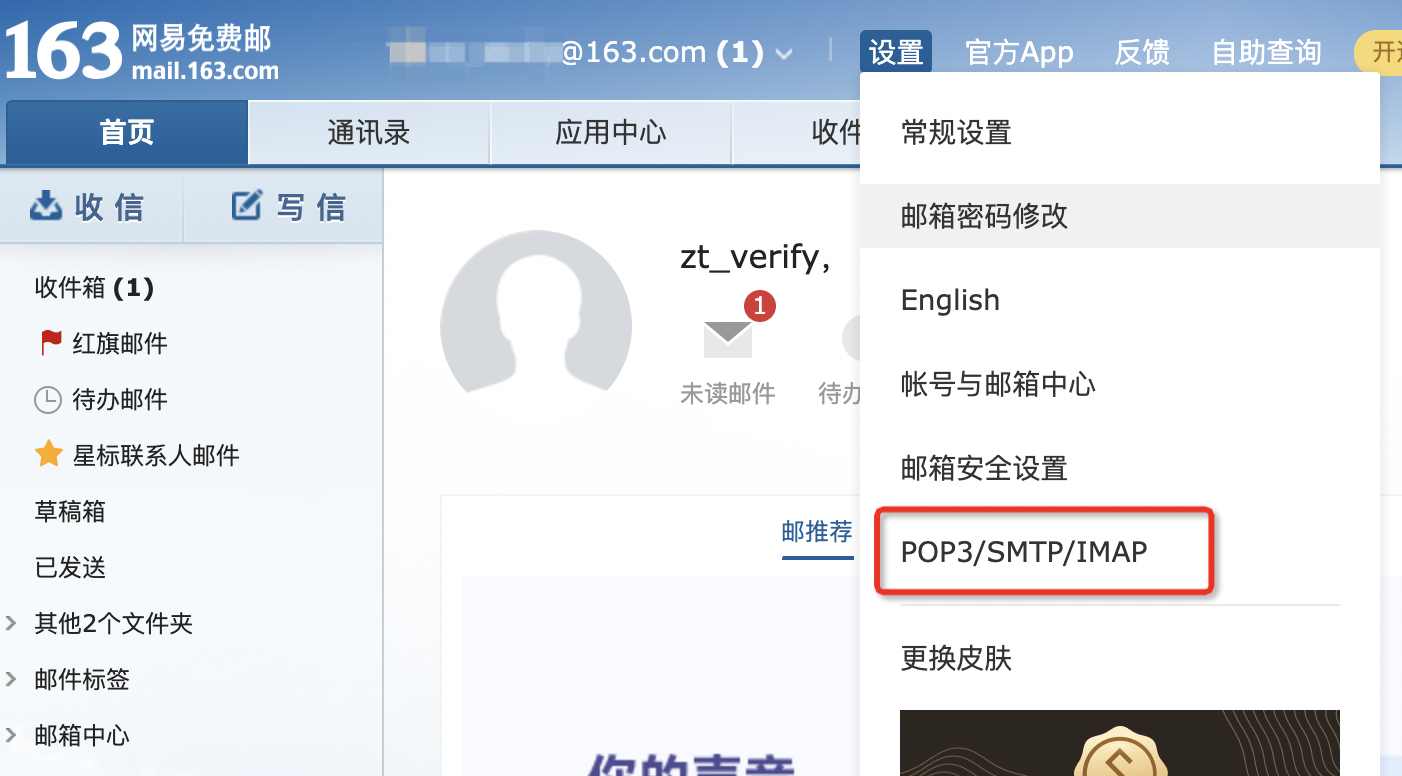 163 网易免费邮
mail.163.com
@163.com (1)
设置
官方App
反馈
自助查询
首页
通讯录
应用中心
收件
收信
写信
收件箱 (1)
红旗邮件
待办邮件
星标联系人邮件
草稿箱
已发送
其他2个文件夹
邮件标签
邮箱中心
zt_verify,
1
未读邮件
待办
邮推荐
你的声音
常规设置
邮箱密码修改
English
帐号与邮箱中心
邮箱安全设置
POP3/SMTP/IMAP
更换皮肤